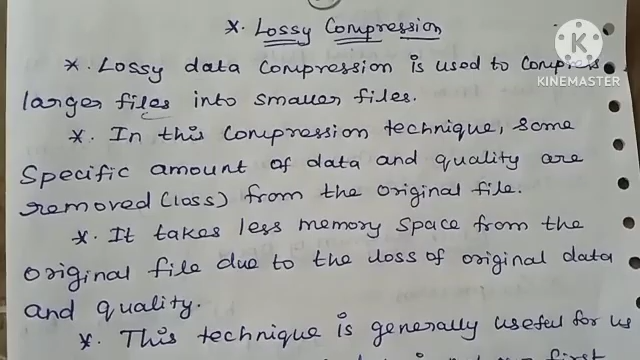 *. Lossy Compression
*. Lossy data compression is used to compress
larger files into smaller files.
*. In this compression technique, some
specific amount of data and quality are
removed (loss) from the original file.
*. It takes less memory space from the
original file due to the loss of original data
and quality.
*. This technique is generally useful for us
first
K
KINEMASTER